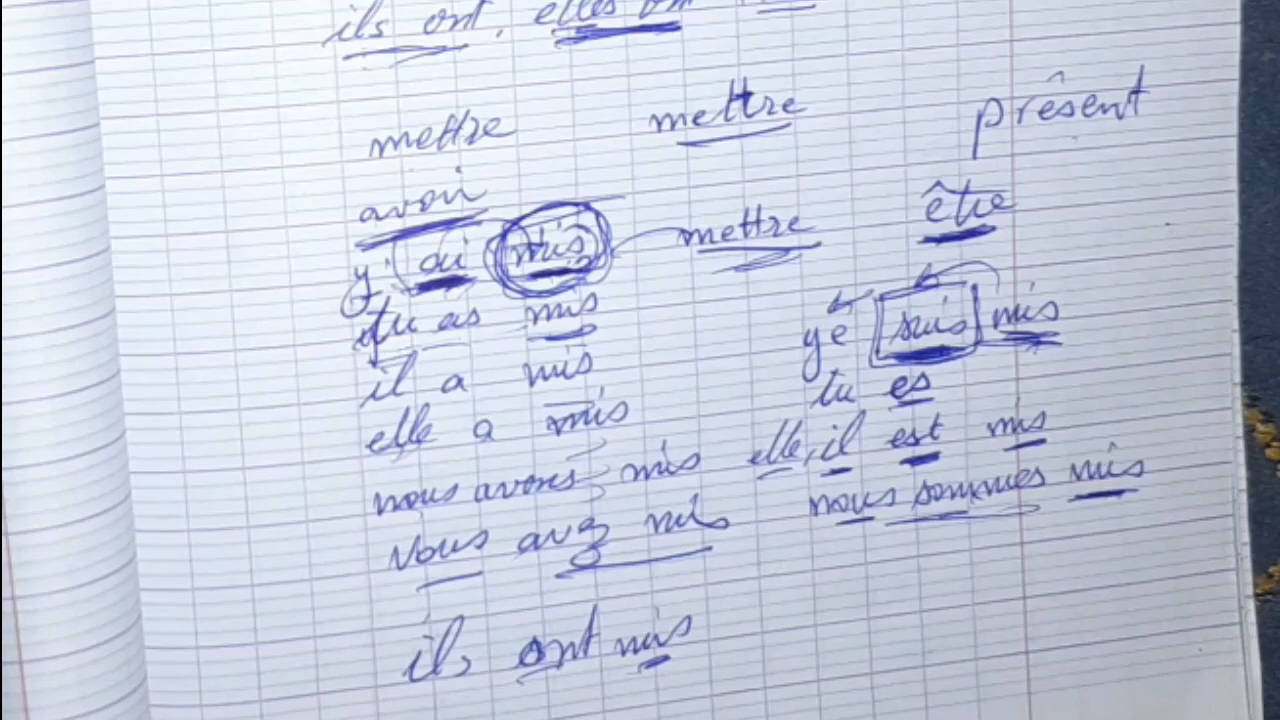 ils ont, elles ont
mettre mettre présent
avoir mettre être
j' ai mis
tu as mis
il a mis
elle a mis
nous avons mis
vous avez mis
ils ont mis
je suis mis
tu es
elle, il est mis
nous sommes mis